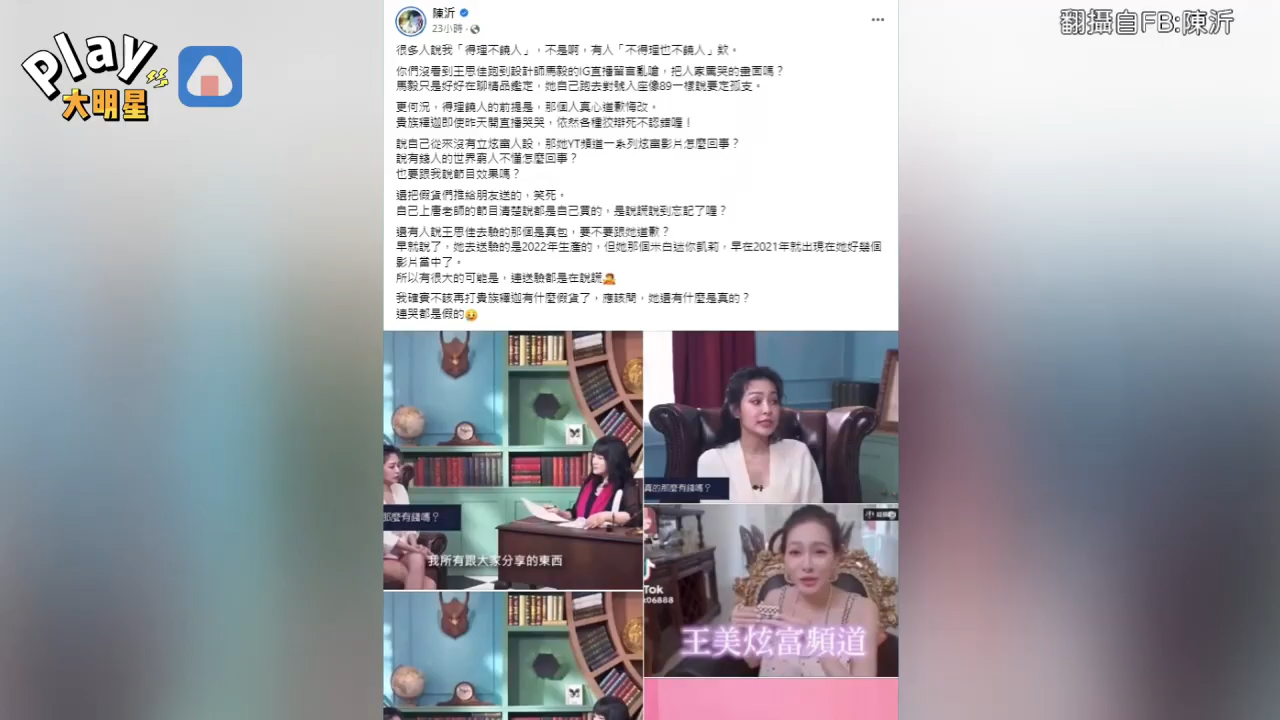 Play
大明星
翻攝自FB:陳沂
陳沂
23小時
很多人說我「得理不饒人」，不是啊，有人「不得理也不饒人」欸。
你們沒看到王思佳跑到設計師馬毅的IG直播留言亂嗆，把人家罵哭的畫面嗎？
馬毅只是好好在聊精品鑑定，她自己跑去對號入座像89一樣說要定孤支。
更何況，得理饒人的前提是，那個人真心道歉悔改。
貴族釋迦即使昨天開直播哭哭，依然各種狡辯死不認錯喔！
說自己從來沒有立炫富人設，那她YT頻道一系列炫富影片怎麼回事？
說有錢人的世界窮人不懂怎麼回事？
也要跟我說節目效果嗎？
還把假貨們推給朋友送的，笑死。
自己上唐老師的節目清楚說都是自己買的，是說謊說到忘記了喔？
還有人說王思佳去驗的那個是真包，要不要跟她道歉？
早就說了，她去送驗的是2022年生產的，但她那個米白迷你凱莉，早在2021年就出現在她好幾個
影片當中了。
所以有很大的可能是，連送驗都是在說謊
我確實不該再打貴族釋迦有什麼假貨了，應該問，她還有什麼是真的？
連哭都是假的
那麼有錢嗎？
我所有跟大家分享的東西
真的那麼有錢嗎？
Tok
06888
王美炫富頻道